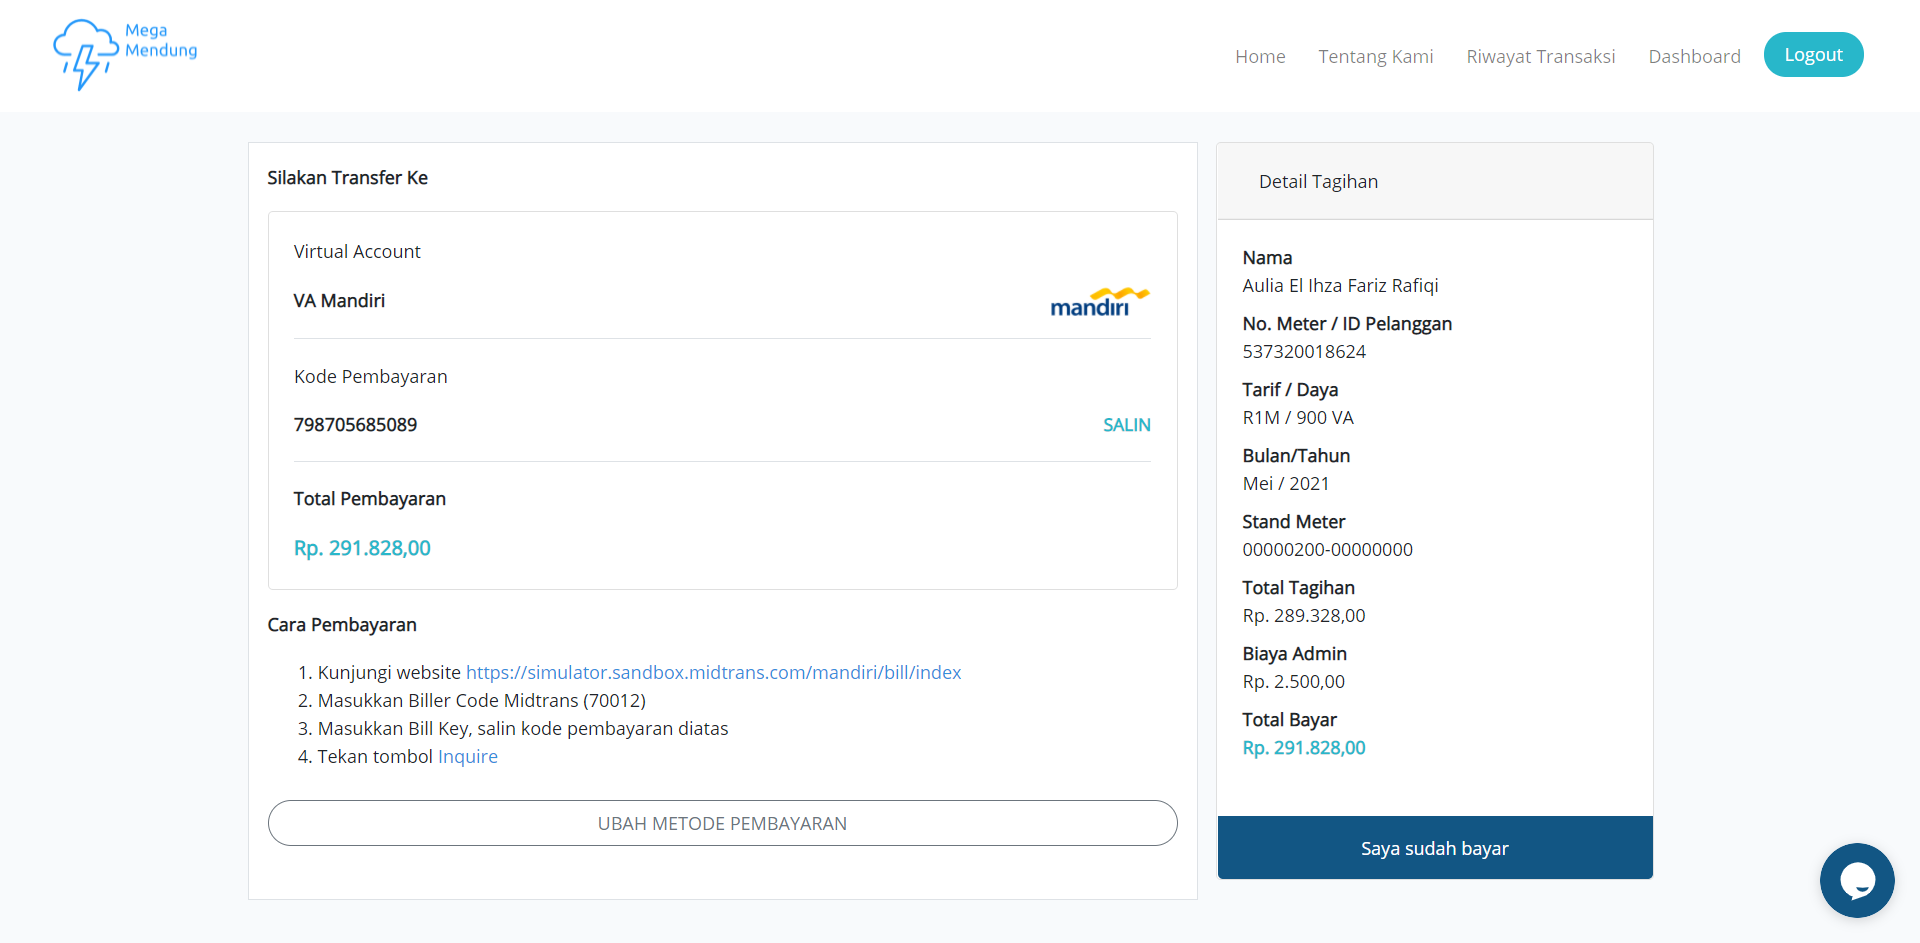 Mega
Mendung
Home
Tentang Kami
Riwayat Transaksi
Dashboard
Logout
Silakan Transfer Ke
Virtual Account
VA Mandiri
mandiri
Kode Pembayaran
798705685089
SALIN
Total Pembayaran
Rp. 291.828,00
Cara Pembayaran
1. Kunjungi website https://simulator.sandbox.midtrans.com/mandiri/bill/index
2. Masukkan Biller Code Midtrans (70012)
3. Masukkan Bill Key, salin kode pembayaran diatas
4. Tekan tombol Inquire
UBAH METODE PEMBAYARAN
Detail Tagihan
Nama
Aulia El Ihza Fariz Rafiqi
No. Meter / ID Pelanggan
537320018624
Tarif / Daya
R1M / 900 VA
Bulan/Tahun
Mei / 2021
Stand Meter
00000200-00000000
Total Tagihan
Rp. 289.328,00
Biaya Admin
Rp. 2.500,00
Total Bayar
Rp. 291.828,00
Saya sudah bayar